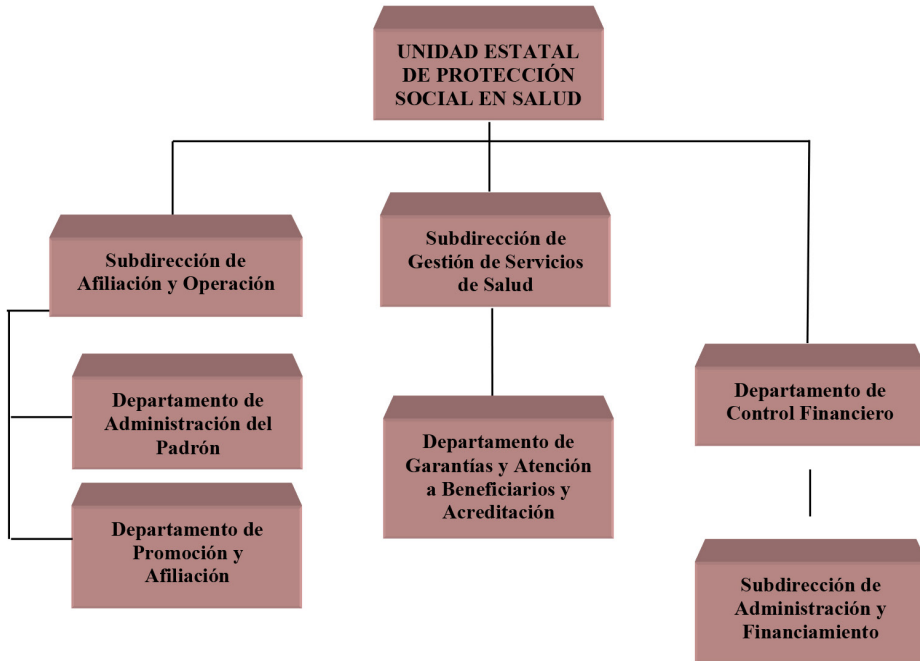 UNIDAD ESTATAL
DE PROTECCIÓN
SOCIAL EN SALUD
Subdirección de
Afiliación y Operación
Subdirección de
Gestión de Servicios
de Salud
Departamento de
Administración del
Padrón
Departamento de
Control Financiero
Departamento de
Garantías y Atención
a Beneficiarios y
Acreditación
Departamento de
Promoción y
Afiliación
Subdirección de
Administración y
Financiamiento